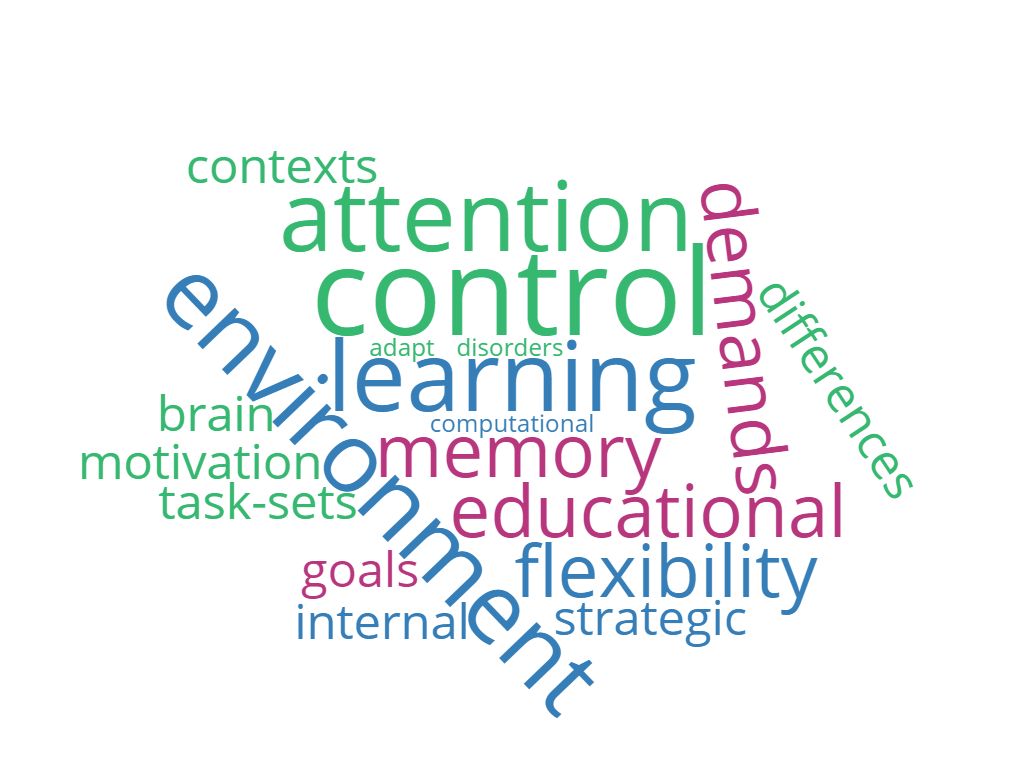 contexts
attention
demands
control
environment
differences
adapt
disorders
learning
brain
computational
memory
motivation
task-sets
educational
goals
flexibility
internal
strategic